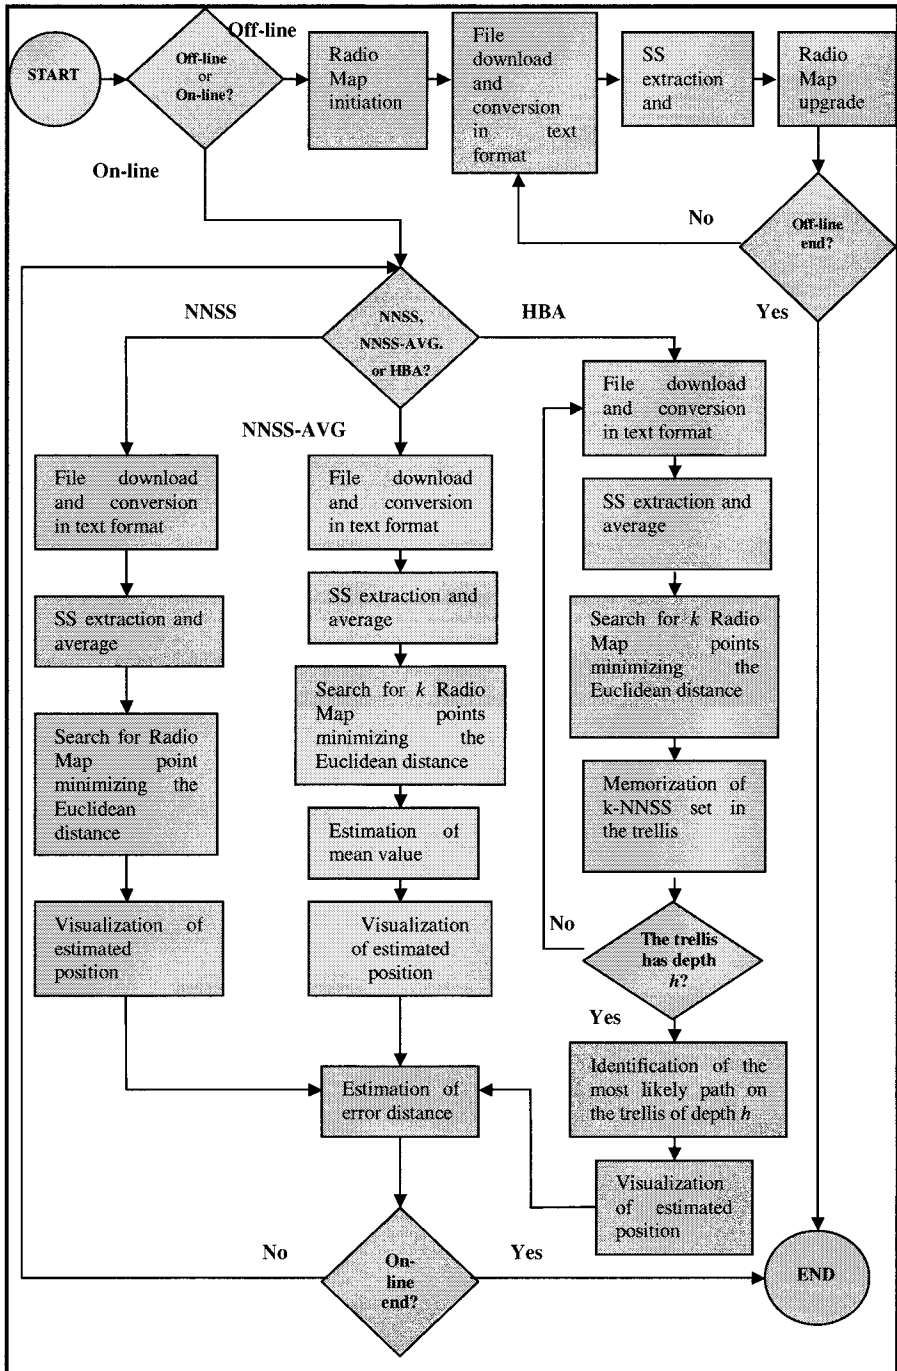 START
Off-line
or
On-line?
Off-line
Radio
Map
initiation
File
download
and
conversion
in text
format
SS
extraction
and
Radio
Map
upgrade
On-line
No
Off-line
end?
Yes
NNSS
NNSS,
NNSS-AVG.
or HBA?
HBA
NNSS-AVG
File download
and conversion
in text format
SS extraction and
average
Search for Radio
Map point
minimizing the
Euclidean
distance
Visualization of
estimated
position
File download
and conversion
in text format
SS extraction and
average
Search for k Radio
Map points
minimizing the
Euclidean distance
Estimation of
mean value
Visualization
of estimated
position
File download
and conversion
in text format
SS extraction and
average
Search for k Radio
Map points
minimizing the
Euclidean distance
Memorization of
k-NNSS set in
the trellis
No
The trellis
has depth
h?
Yes
Identification of the
most likely path on
the trellis of depth h
Visualization
of estimated
position
Estimation of
error distance
No
On-
line
end?
Yes
END